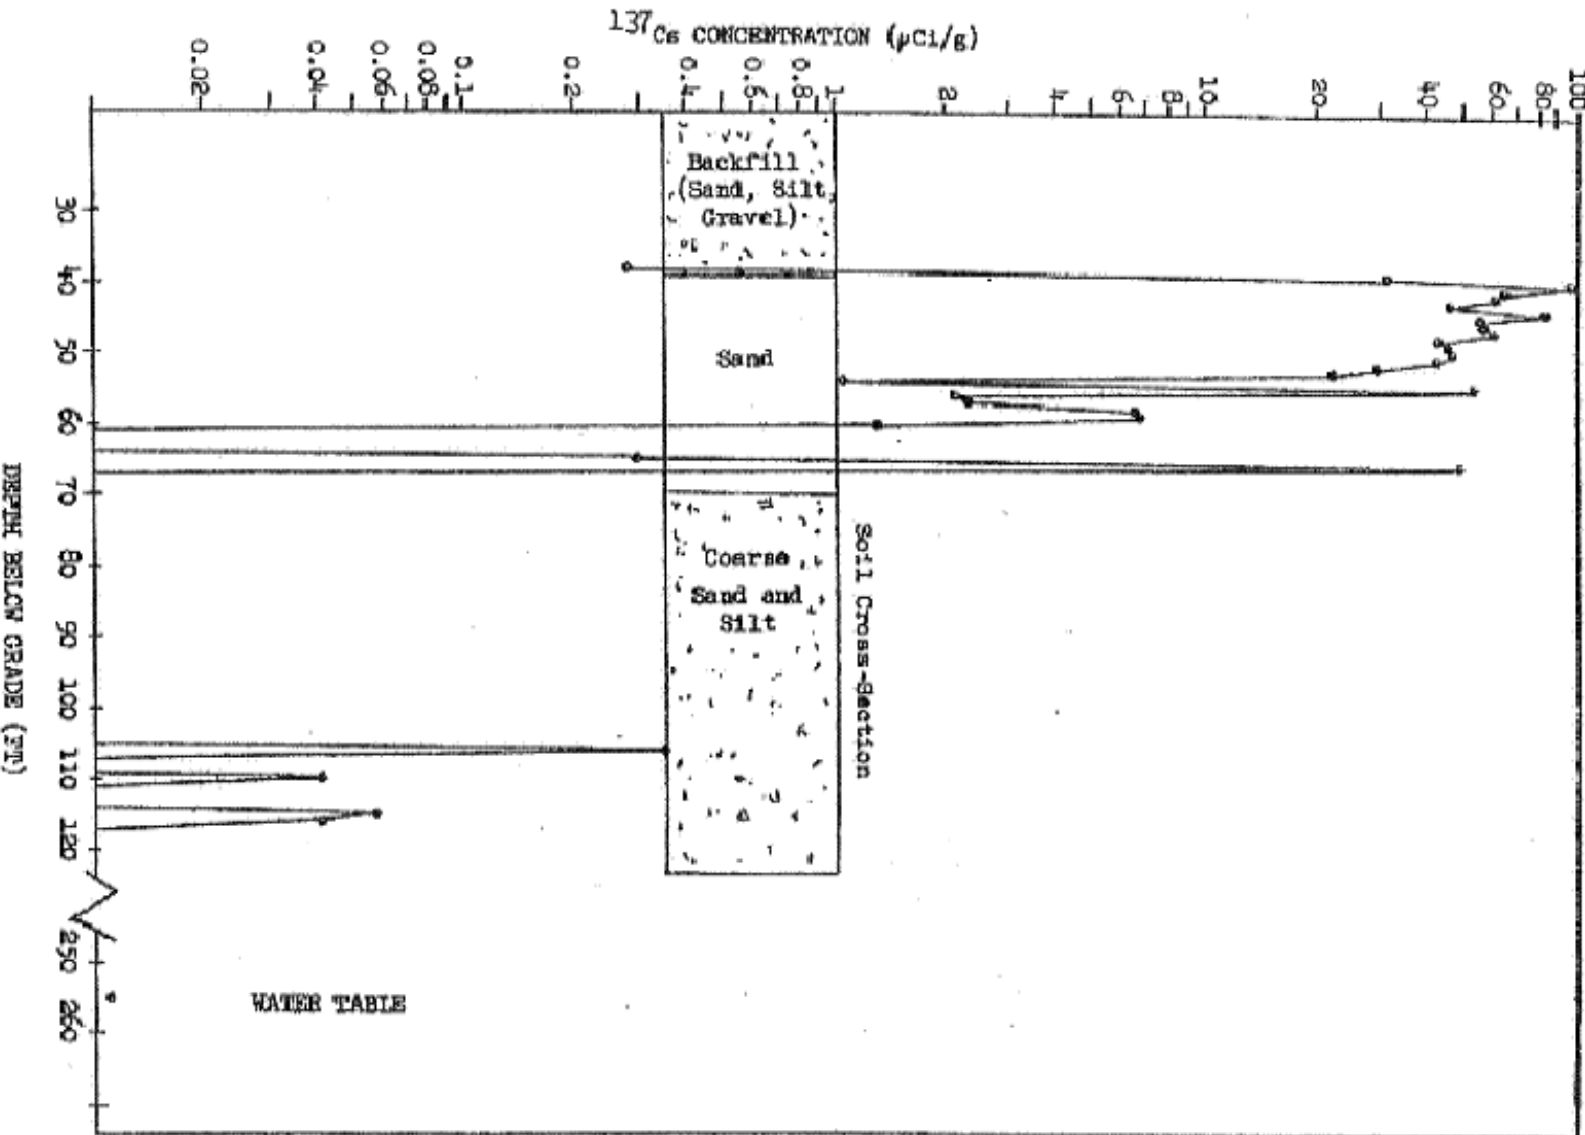 137Cs CONCENTRATION (µCi/g)
0.02
0.04
0.06
0.08
0.1
0.2
0.4
0.6
0.8
1
2
4
6
8
10
20
40
60
80
100
Backfill
(Sand, Silt,
Gravel)
Sand
Coarse
Sand and
Silt
Soil Cross-Section
30
40
50
60
70
80
90
100
110
120
250
260
DEPTH BELOW GRADE (FT)
WATER TABLE